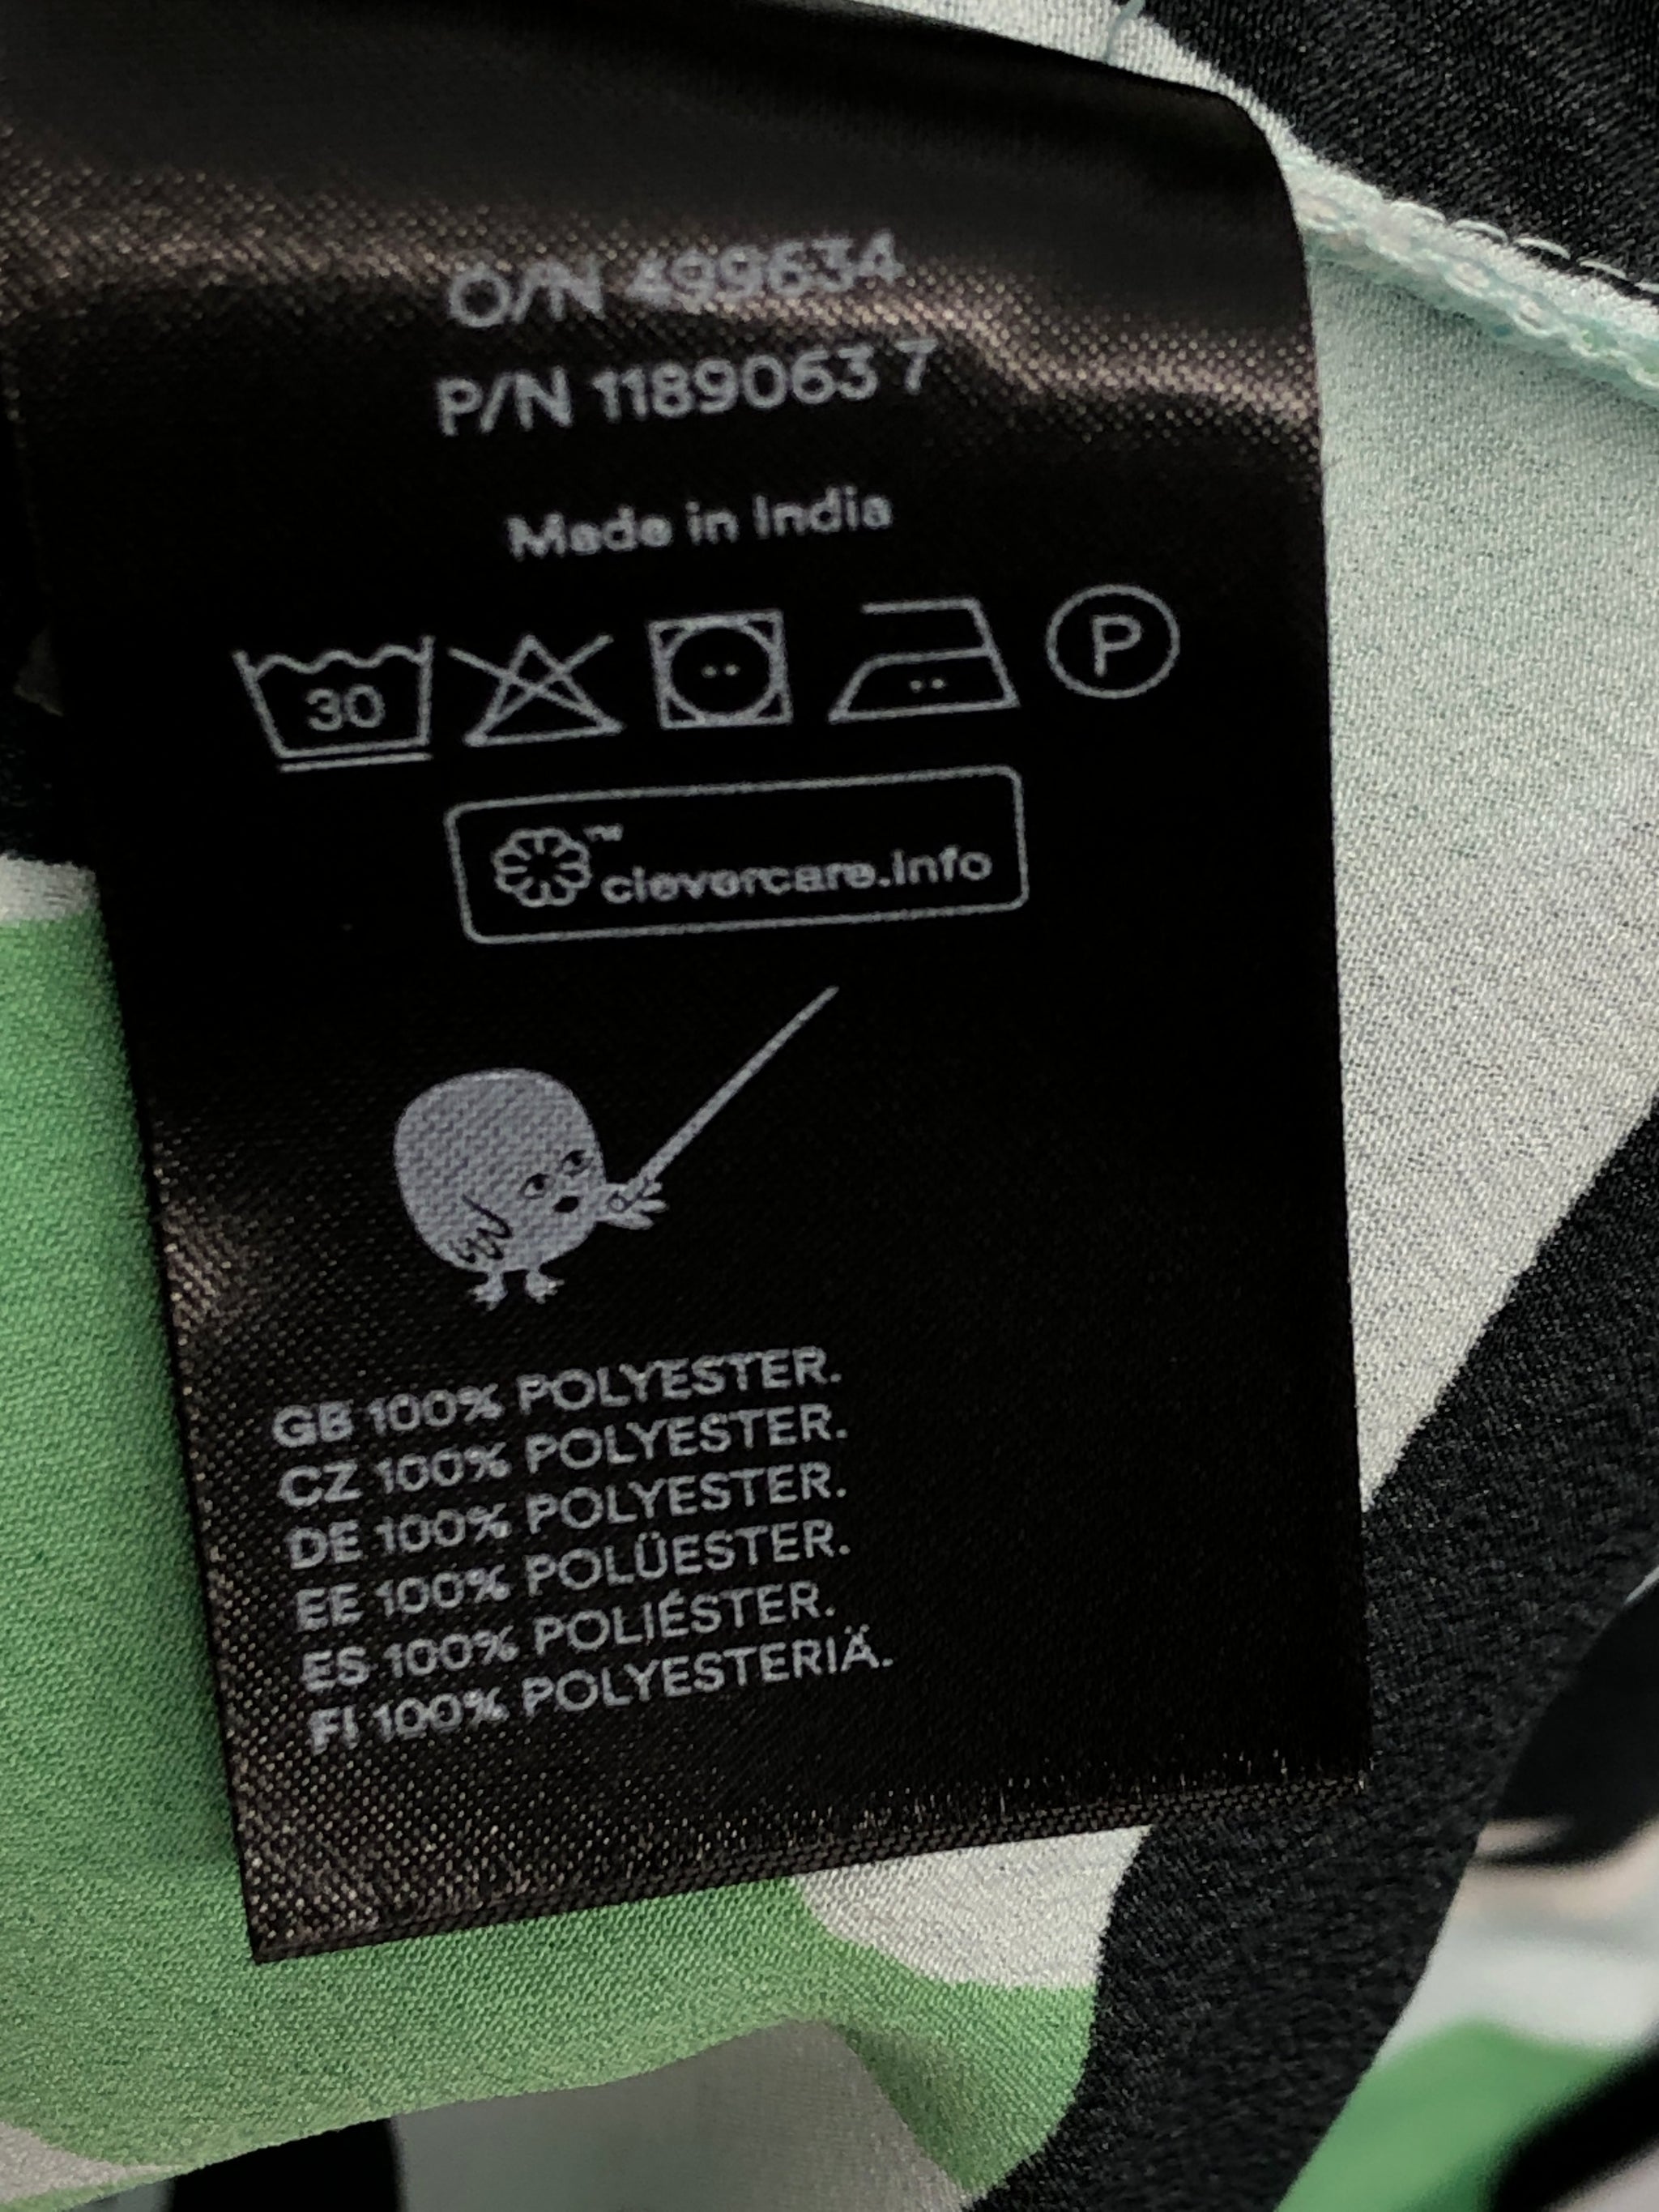 O/N 499634
P/N 1189063 7
Made in India
30
P
™
clevercare.info
GB 100% POLYESTER.
CZ 100% POLYESTER.
DE 100% POLYESTER.
EE 100% POLÜESTER.
ES 100% POLIÉSTER.
FI 100% POLYESTERIÄ.